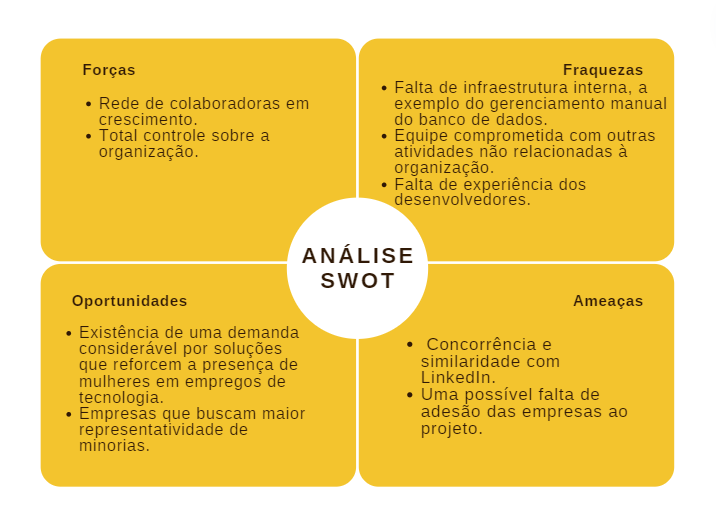 Forças
• Rede de colaboradoras em
crescimento.
• Total controle sobre a
organização.
Fraquezas
• Falta de infraestrutura interna, a
exemplo do gerenciamento manual
do banco de dados.
• Equipe comprometida com outras
atividades não relacionadas à
organização.
• Falta de experiência dos
desenvolvedores.
ANÁLISE
SWOT
Oportunidades
• Existência de uma demanda
considerável por soluções
que reforcem a presença de
mulheres em empregos de
tecnologia.
• Empresas que buscam maior
representatividade de
minorias.
Ameaças
• Concorrência e
similaridade com
LinkedIn.
• Uma possível falta de
adesão das empresas ao
projeto.